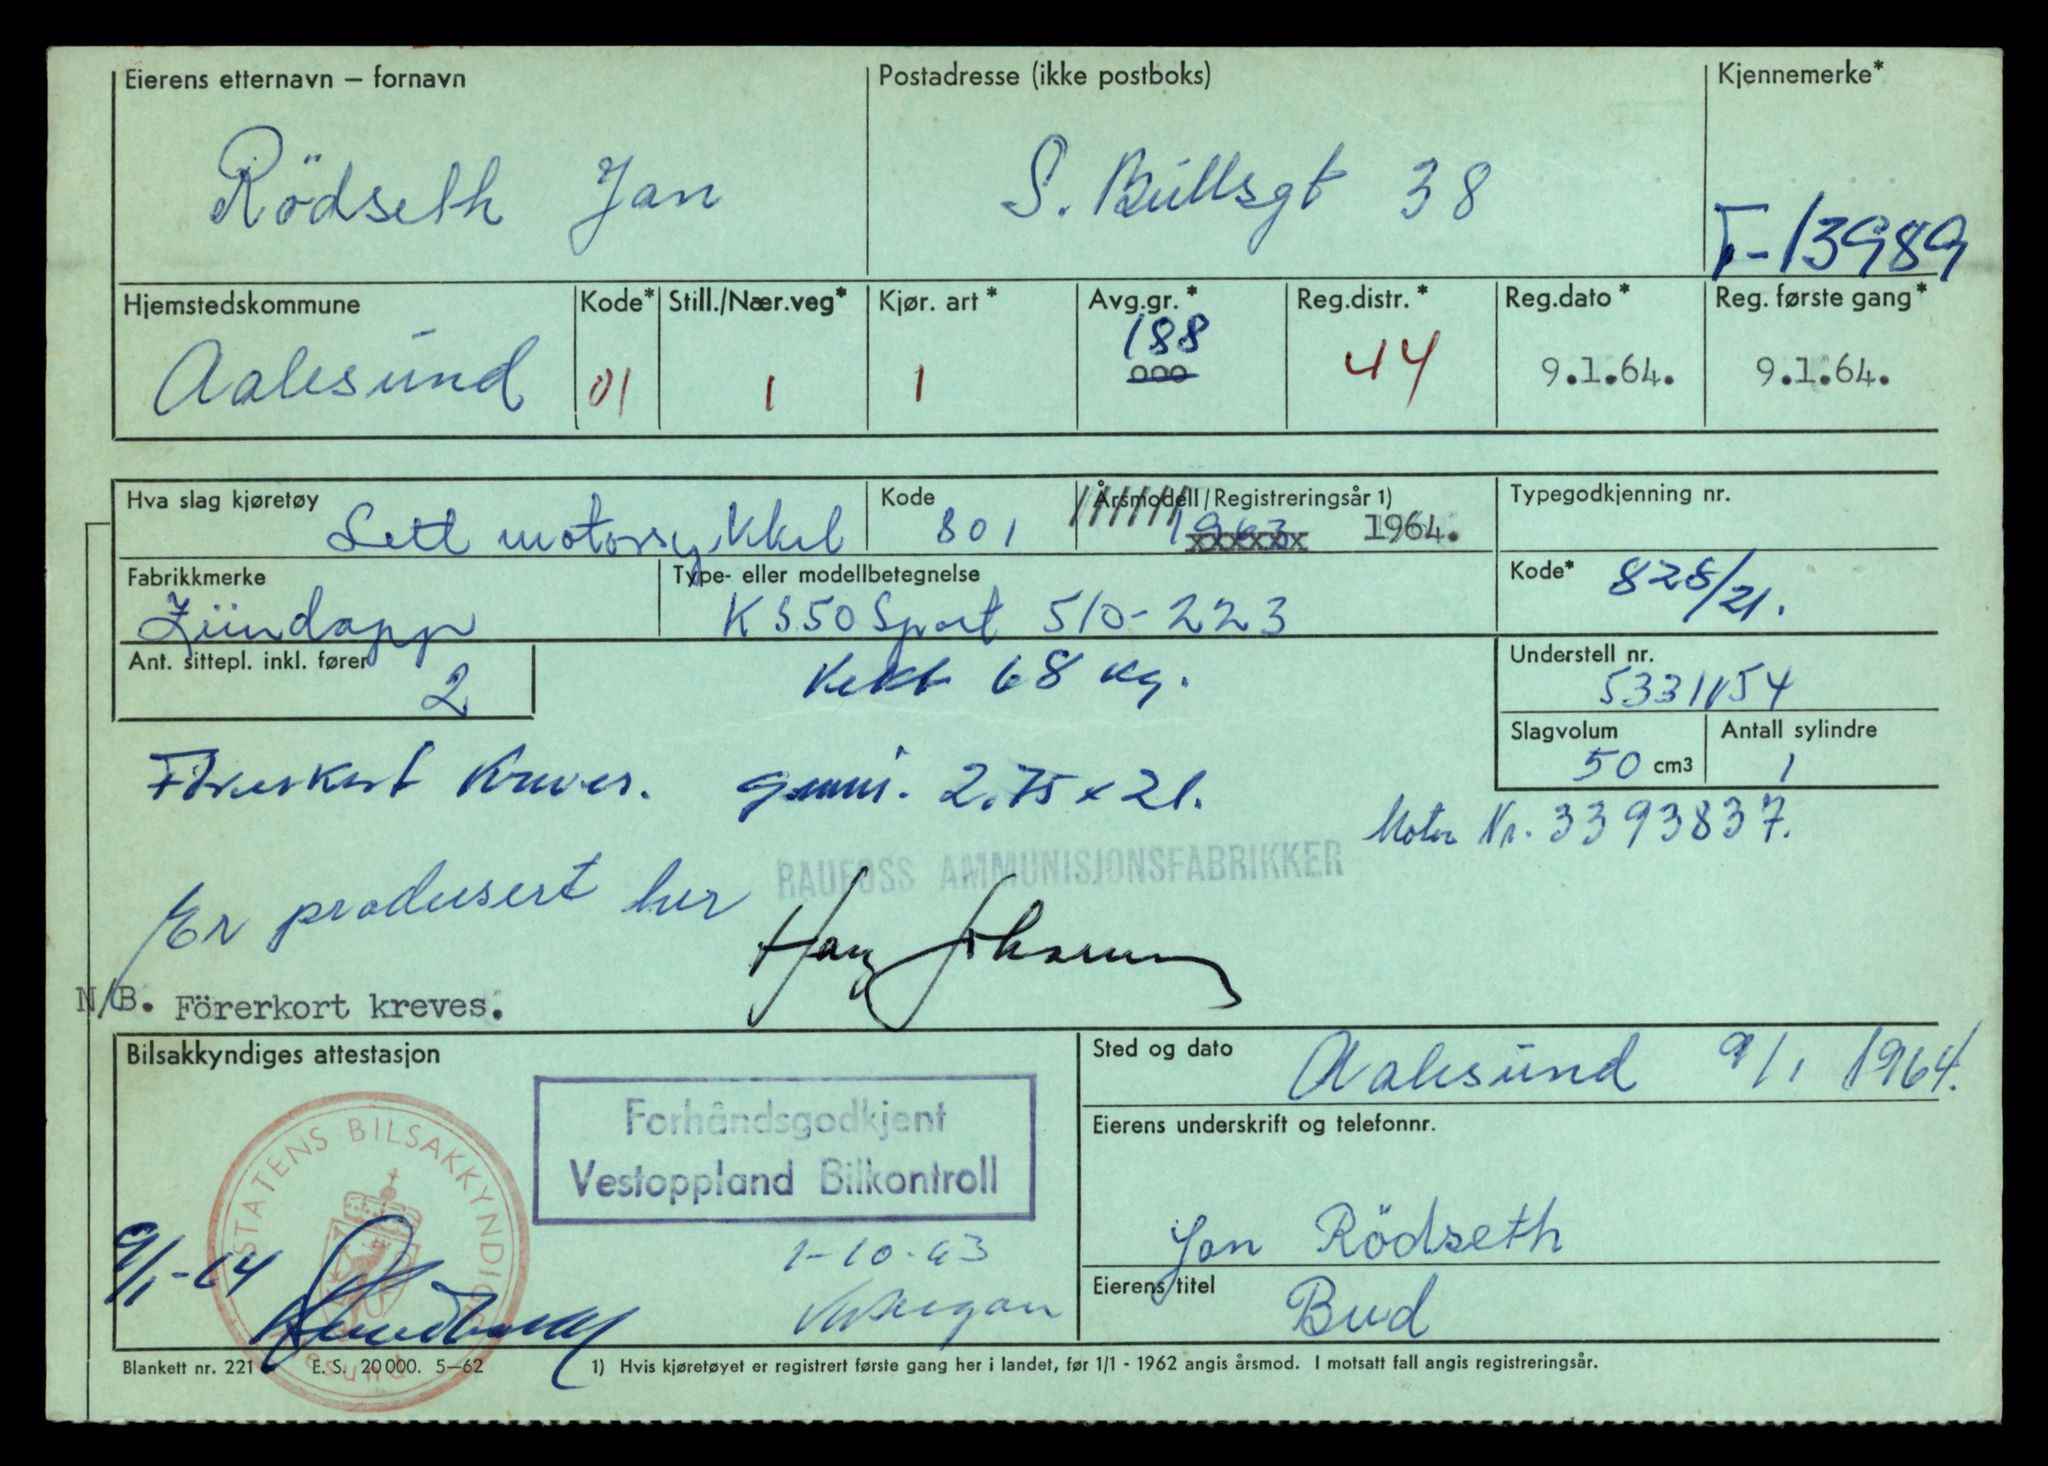 Eierens etternavn – fornavn
Postadresse (ikke postboks)
Kjennemerke*
Rödseth Jan
S. Bullsgt 38
T-13989
Hjemstedskommune
Kode*
Still./Nær.veg*
Kjør. art*
Avg.gr.*
Reg.distr.*
Reg.dato*
Reg. første gang*
Aalesund
01
1
1
188
000
44
9.1.64.
9.1.64.
Hva slag kjøretøy
Lett motorsykkel
Kode
801
Årsmodell/Registreringsår 1)
1963
1964.
Typegodkjenning nr.
Fabrikkmerke
Zündapp
Type- eller modellbetegnelse
KS50 Sport 510-223
Kode*
828/21.
Ant. sittepl. inkl. fører
2
Vekt 68 kg.
Understell nr.
5331154
Slagvolum
50 cm3
Antall sylindre
1
Förerkort kreves. gummi. 2.75 x 21.
Motor Nr. 3393837.
RAUFOSS AMMUNISJONSFABRIKKER
Er produsert her
N/B. Förerkort kreves.
Bilsakkyndiges attestasjon
STATENS BILSAKKYNDIGE
Forhåndsgodkjent
Vestoppland Bilkontroll
1-10-63
9/1-64
Sted og dato
Aalesund 9/1 1964.
Eierens underskrift og telefonnr.
Jan Rödseth
Eierens titel
Bud
Blankett nr. 221
E. S. 20000. 5–62
1) Hvis kjøretøyet er registrert første gang her i landet, før 1/1 - 1962 angis årsmod. I motsatt fall angis registreringsår.